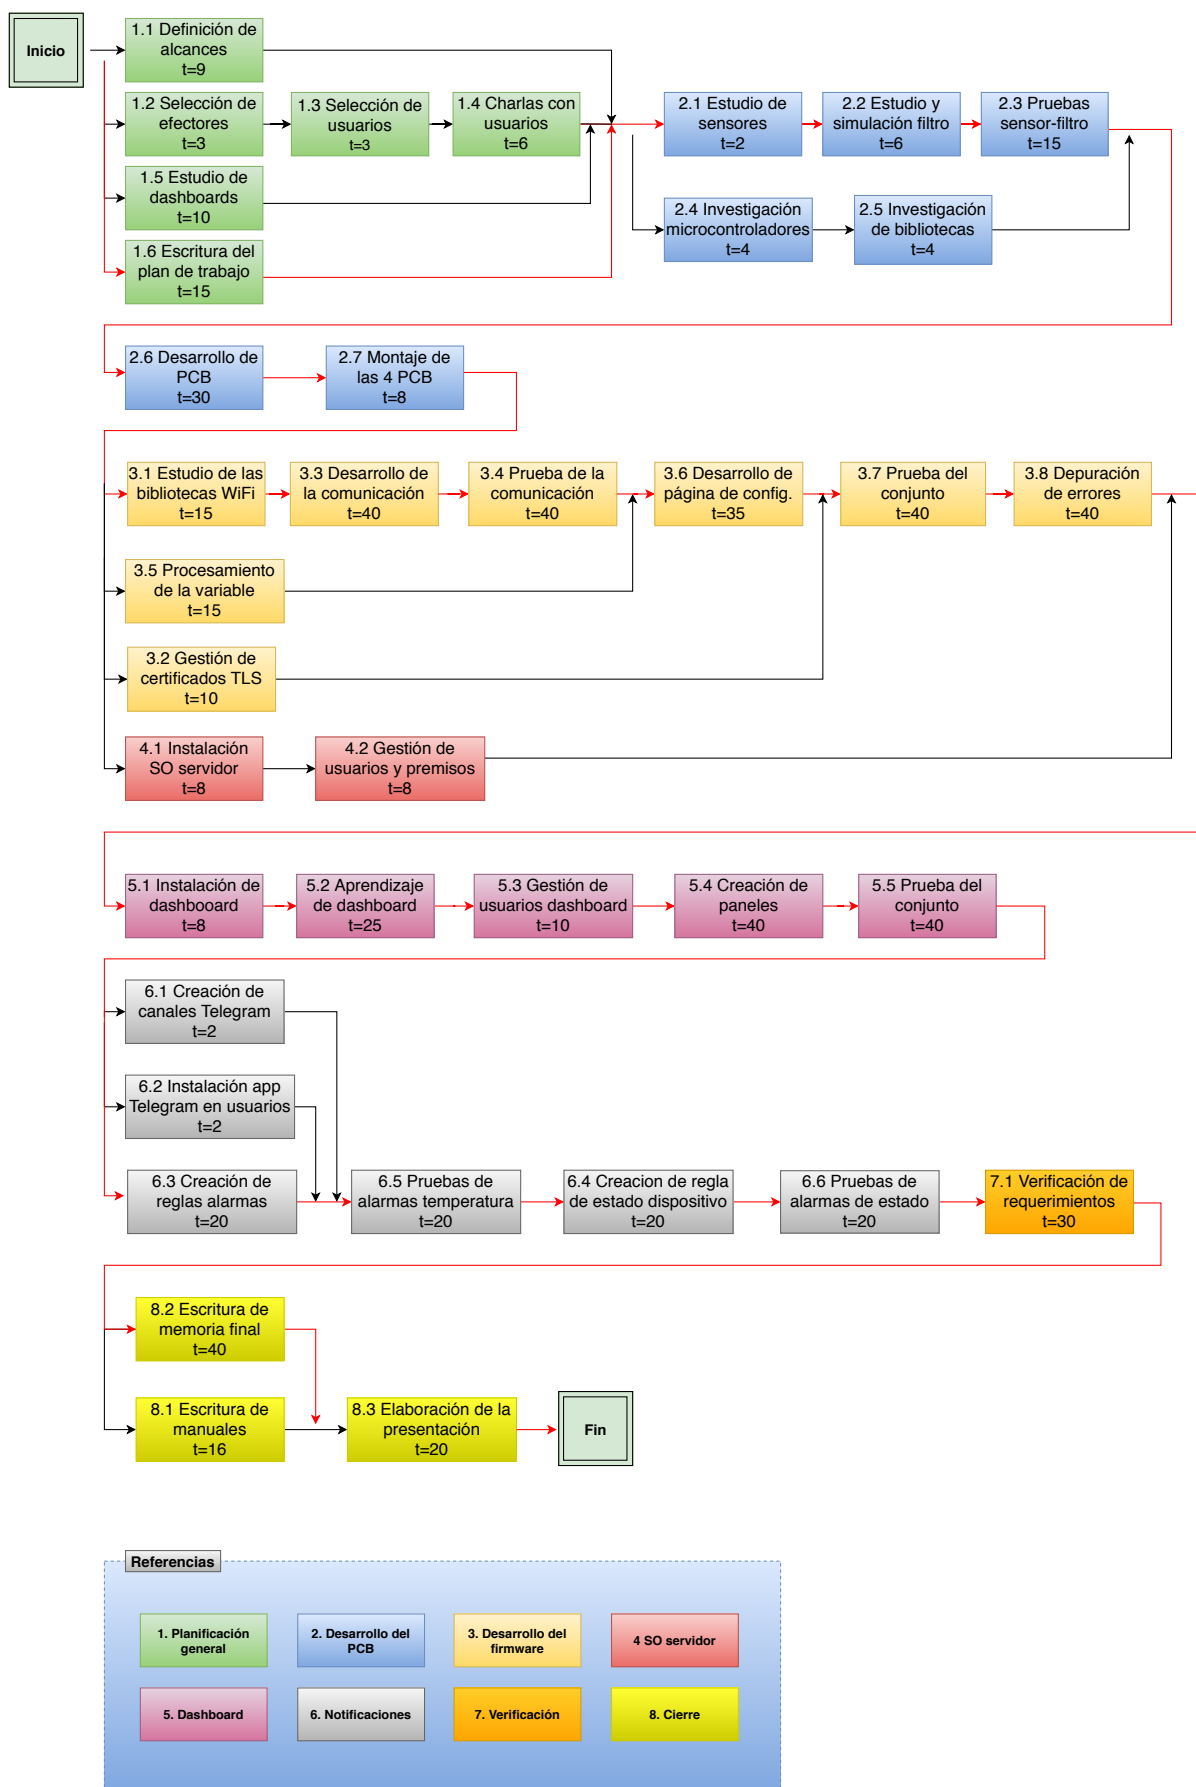 Inicio
1.1 Definición de
alcances
t=9
1.2 Selección de
efectores
t=3
1.3 Selección de
usuarios
t=3
1.4 Charlas con
usuarios
t=6
2.1 Estudio de
sensores
t=2
2.2 Estudio y
simulación filtro
t=6
2.3 Pruebas
sensor-filtro
t=15
1.5 Estudio de
dashboards
t=10
2.4 Investigación
microcontroladores
t=4
2.5 Investigación
de bibliotecas
t=4
1.6 Escritura del
plan de trabajo
t=15
2.6 Desarrollo de
PCB
t=30
2.7 Montaje de
las 4 PCB
t=8
3.1 Estudio de las
bibliotecas WiFi
t=15
3.3 Desarrollo de
la comunicación
t=40
3.4 Prueba de la
comunicación
t=40
3.6 Desarrollo de
página de config.
t=35
3.7 Prueba del
conjunto
t=40
3.8 Depuración
de errores
t=40
3.5 Procesamiento
de la variable
t=15
3.2 Gestión de
certificados TLS
t=10
4.1 Instalación
SO servidor
t=8
4.2 Gestión de
usuarios y premisos
t=8
5.1 Instalación de
dashbooard
t=8
5.2 Aprendizaje
de dashboard
t=25
5.3 Gestión de
usuarios dashboard
t=10
5.4 Creación de
paneles
t=40
5.5 Prueba del
conjunto
t=40
6.1 Creación de
canales Telegram
t=2
6.2 Instalación app
Telegram en usuarios
t=2
6.3 Creación de
reglas alarmas
t=20
6.5 Pruebas de
alarmas temperatura
t=20
6.4 Creacion de regla
de estado dispositivo
t=20
6.6 Pruebas de
alarmas de estado
t=20
7.1 Verificación de
requerimientos
t=30
8.2 Escritura de
memoria final
t=40
8.1 Escritura de
manuales
t=16
8.3 Elaboración de la
presentación
t=20
Fin
Referencias
1. Planificación
general
2. Desarrollo del
PCB
3. Desarrollo del
firmware
4 SO servidor
5. Dashboard
6. Notificaciones
7. Verificación
8. Cierre